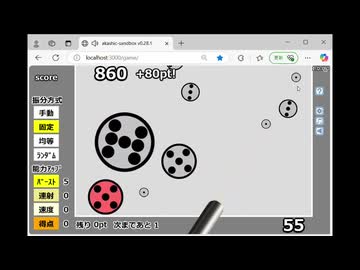 akashic-sandbox v0.28.1
localhost:3000/game/
更新
score
860 +80pt!
振分方式
手動
固定
均等
ランダム
能力アップ
バースト 5
連射 0
速度 0
得点 0
残り 0pt 次まであと 1
55